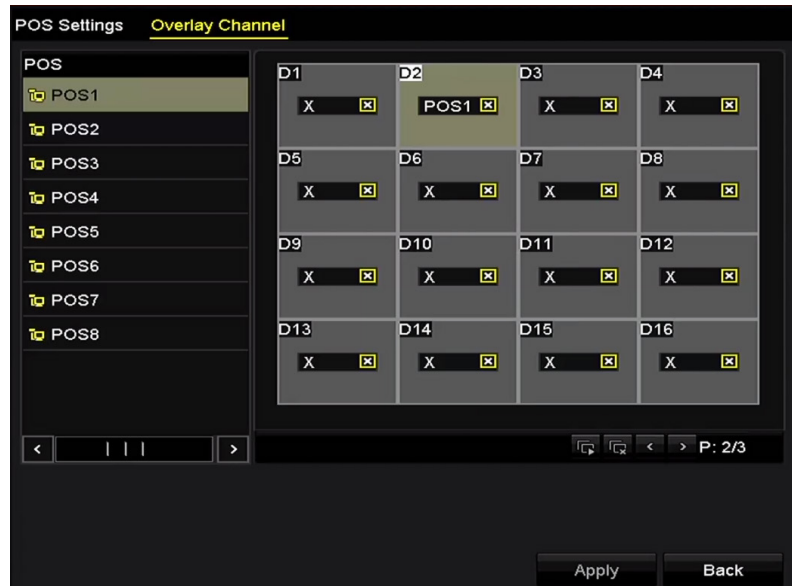 POS Settings Overlay Channel
POS
POS1
POS2
POS3
POS4
POS5
POS6
POS7
POS8
D1 D2 D3 D4
X POS1 X X
D5 D6 D7 D8
X X X X
D9 D10 D11 D12
X X X X
D13 D14 D15 D16
X X X X
P: 2/3
Apply Back